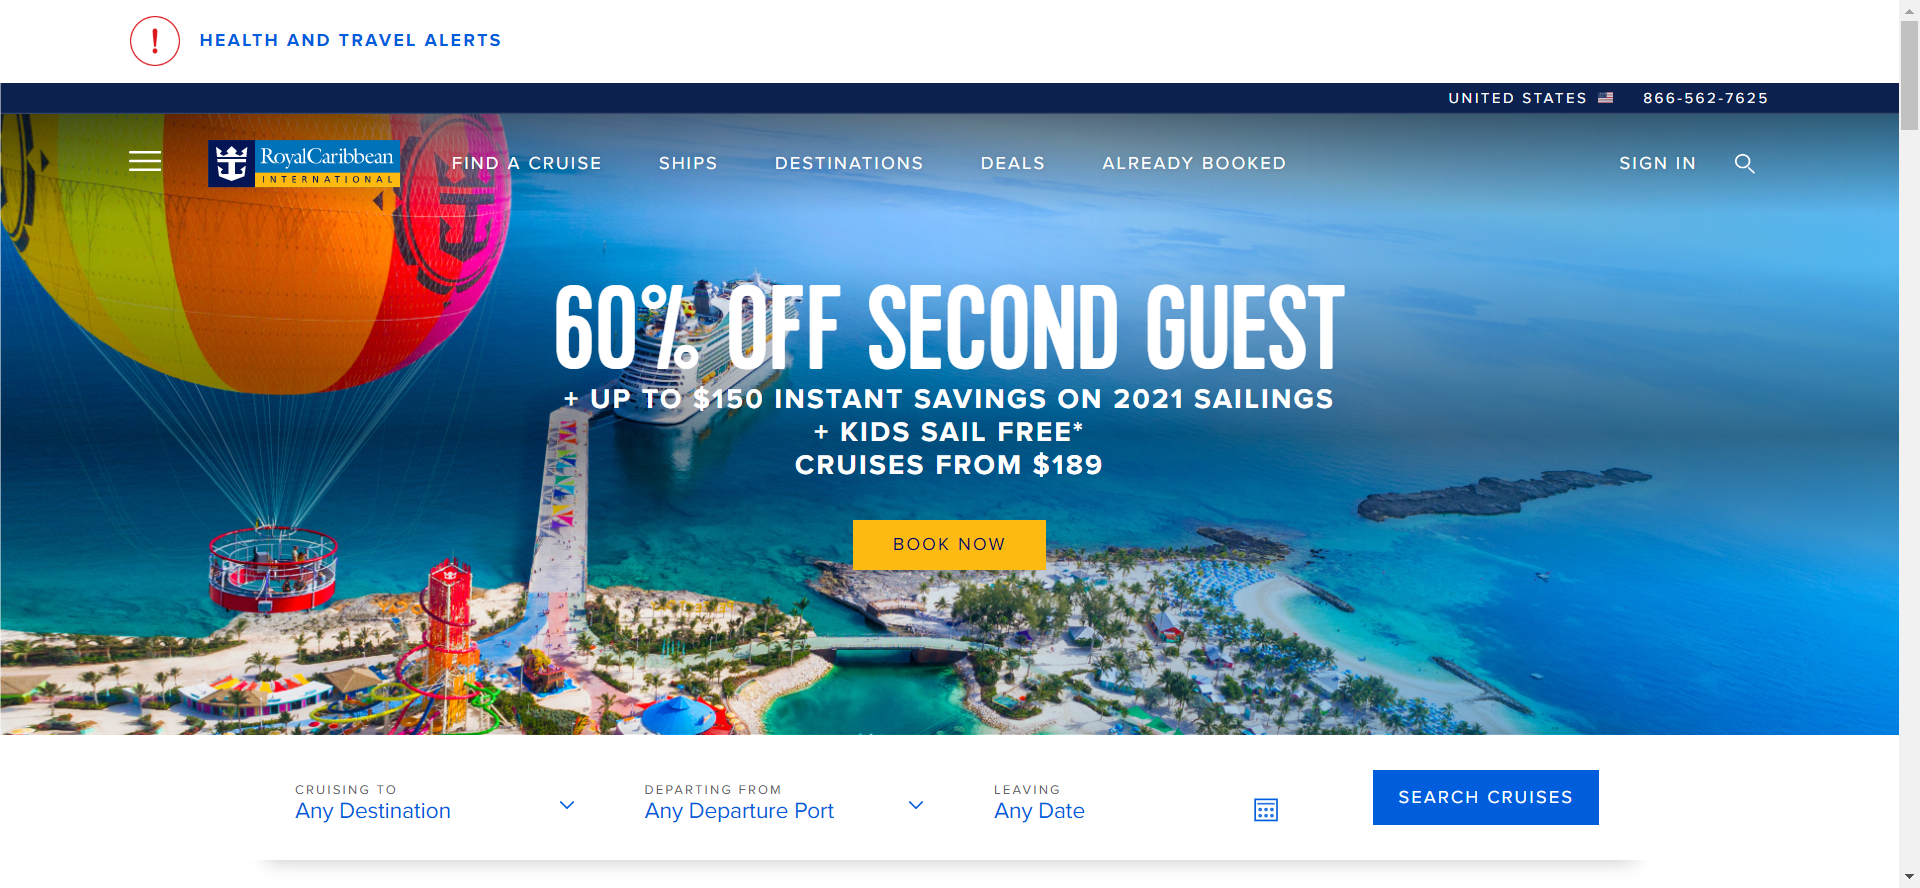 HEALTH AND TRAVEL ALERTS
UNITED STATES
866-562-7625
RoyalCaribbean
INTERNATIONAL
FIND A CRUISE
SHIPS
DESTINATIONS
DEALS
ALREADY BOOKED
SIGN IN
60% OFF SECOND GUEST
+ UP TO $150 INSTANT SAVINGS ON 2021 SAILINGS
+ KIDS SAIL FREE*
CRUISES FROM $189
BOOK NOW
CRUISING TO
Any Destination
DEPARTING FROM
Any Departure Port
LEAVING
Any Date
SEARCH CRUISES